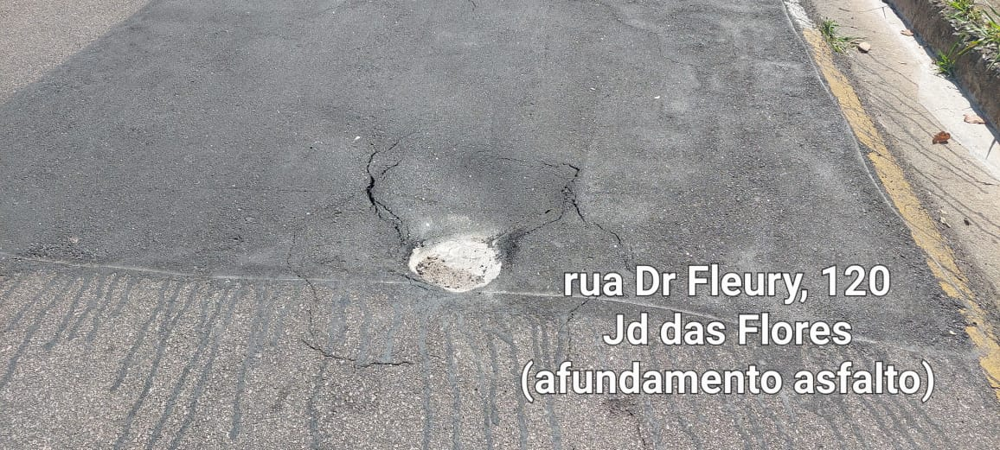 rua Dr Fleury, 120
Jd das Flores
(afundamento asfalto)